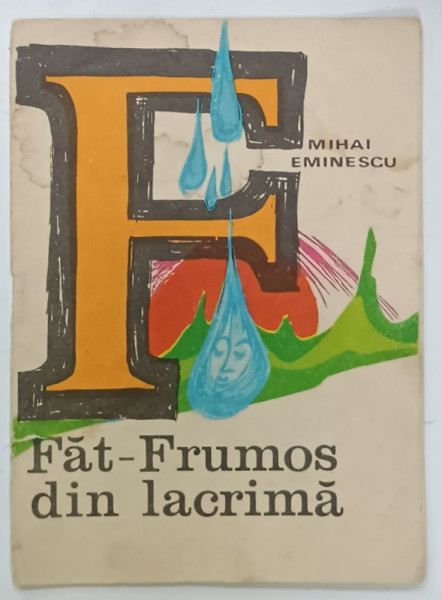 F
MIHAI
EMINESCU
Făt-Frumos
din lacrimă